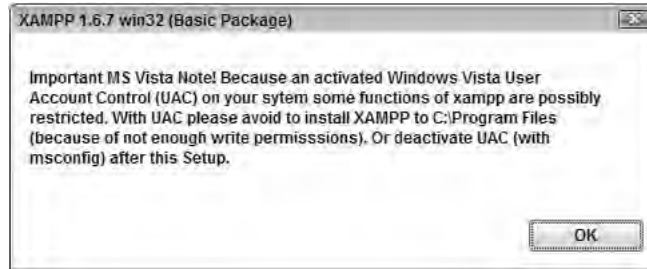 XAMPP 1.6.7 win32 (Basic Package)
Important MS Vista Note! Because an activated Windows Vista User
Account Control (UAC) on your sytem some functions of xampp are possibly
restricted. With UAC please avoid to install XAMPP to C:\Program Files
(because of not enough write permisssions). Or deactivate UAC (with
msconfig) after this Setup.
OK